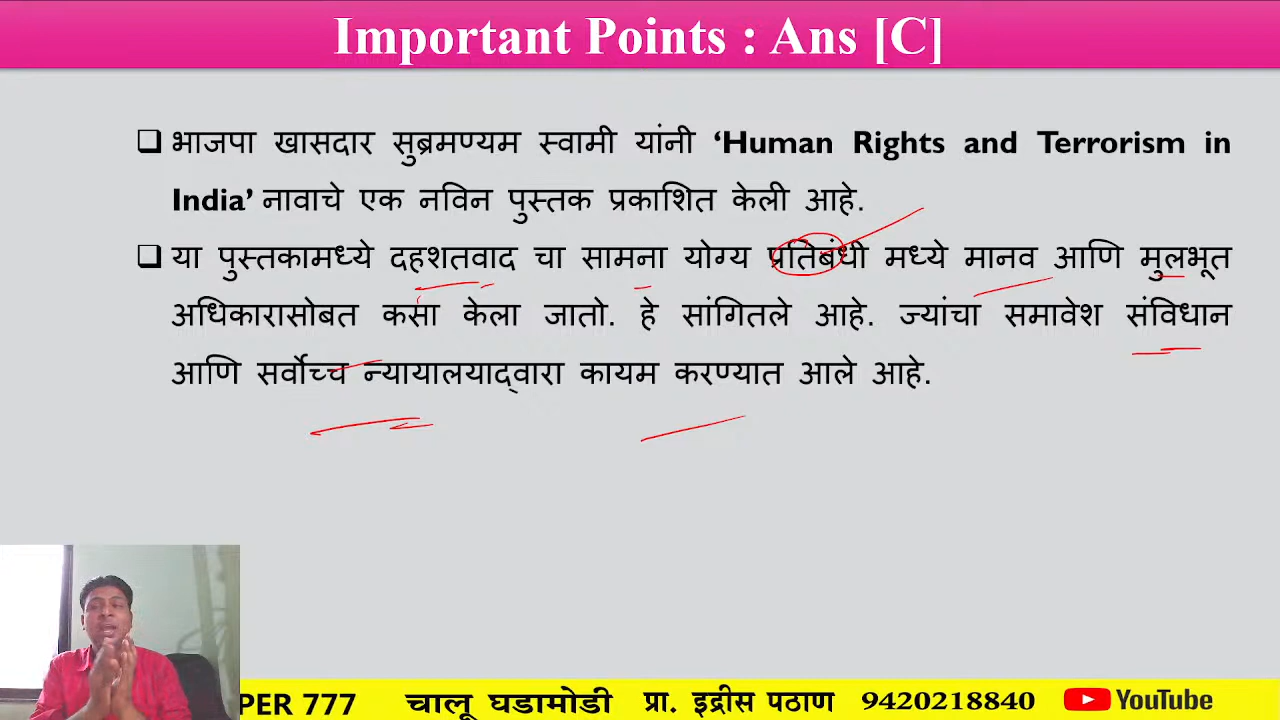 Important Points : Ans [C]
❑ भाजपा खासदार सुब्रमण्यम स्वामी यांनी ‘Human Rights and Terrorism in
India’ नावाचे एक नविन पुस्तक प्रकाशित केली आहे.
❑ या पुस्तकामध्ये दहशतवाद चा सामना योग्य प्रतिबंधी मध्ये मानव आणि मुलभूत
अधिकारासोबत कसा केला जातो. हे सांगितले आहे. ज्यांचा समावेश संविधान
आणि सर्वोच्च न्यायालयाद्वारा कायम करण्यात आले आहे.
PER 777 चालू घडामोडी प्रा. इद्रीस पठाण 9420218840 YouTube